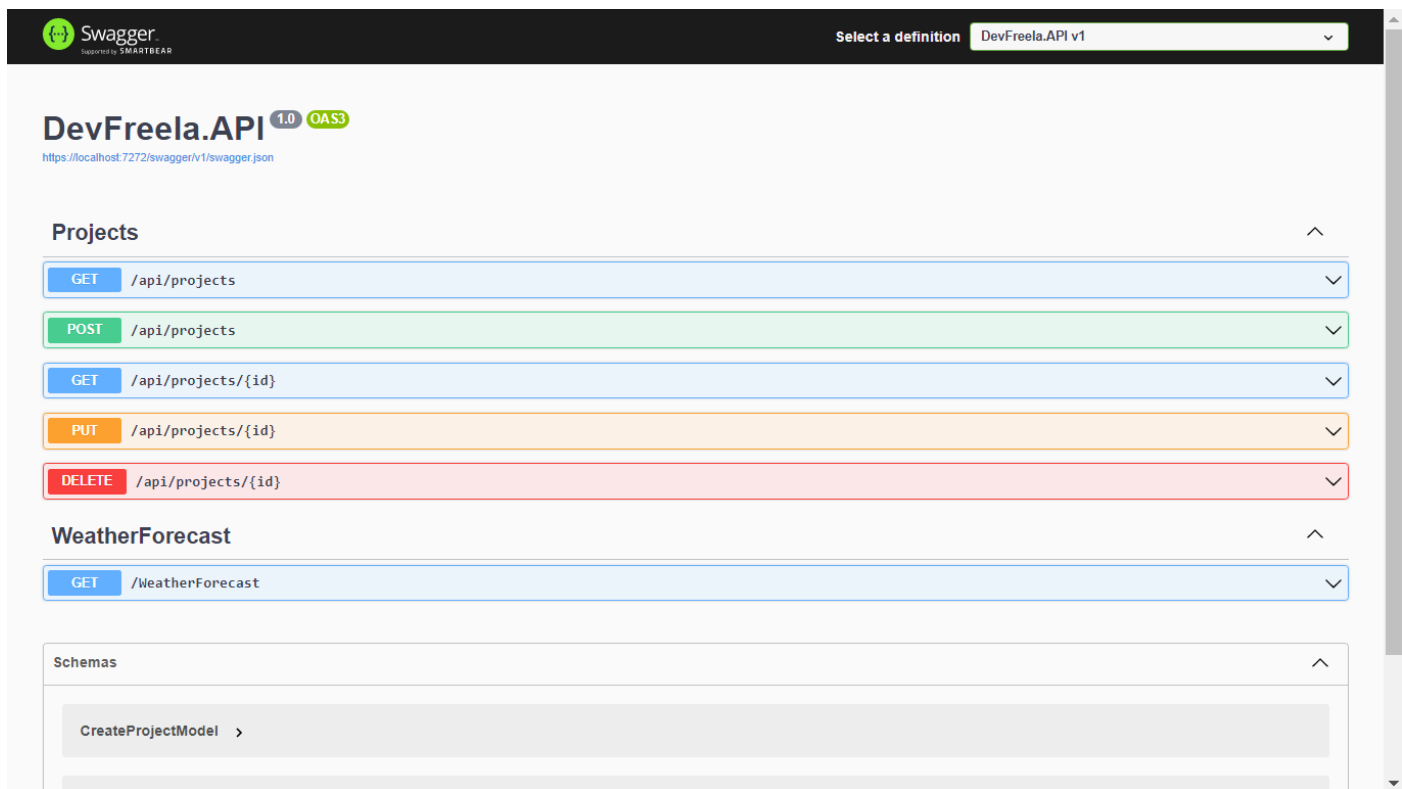 Swagger
Supported by SMARTBEAR
Select a definition
DevFreela.API v1
DevFreela.API 1.0 OAS3
https://localhost:7272/swagger/v1/swagger.json
Projects
GET /api/projects
POST /api/projects
GET /api/projects/{id}
PUT /api/projects/{id}
DELETE /api/projects/{id}
WeatherForecast
GET /WeatherForecast
Schemas
CreateProjectModel